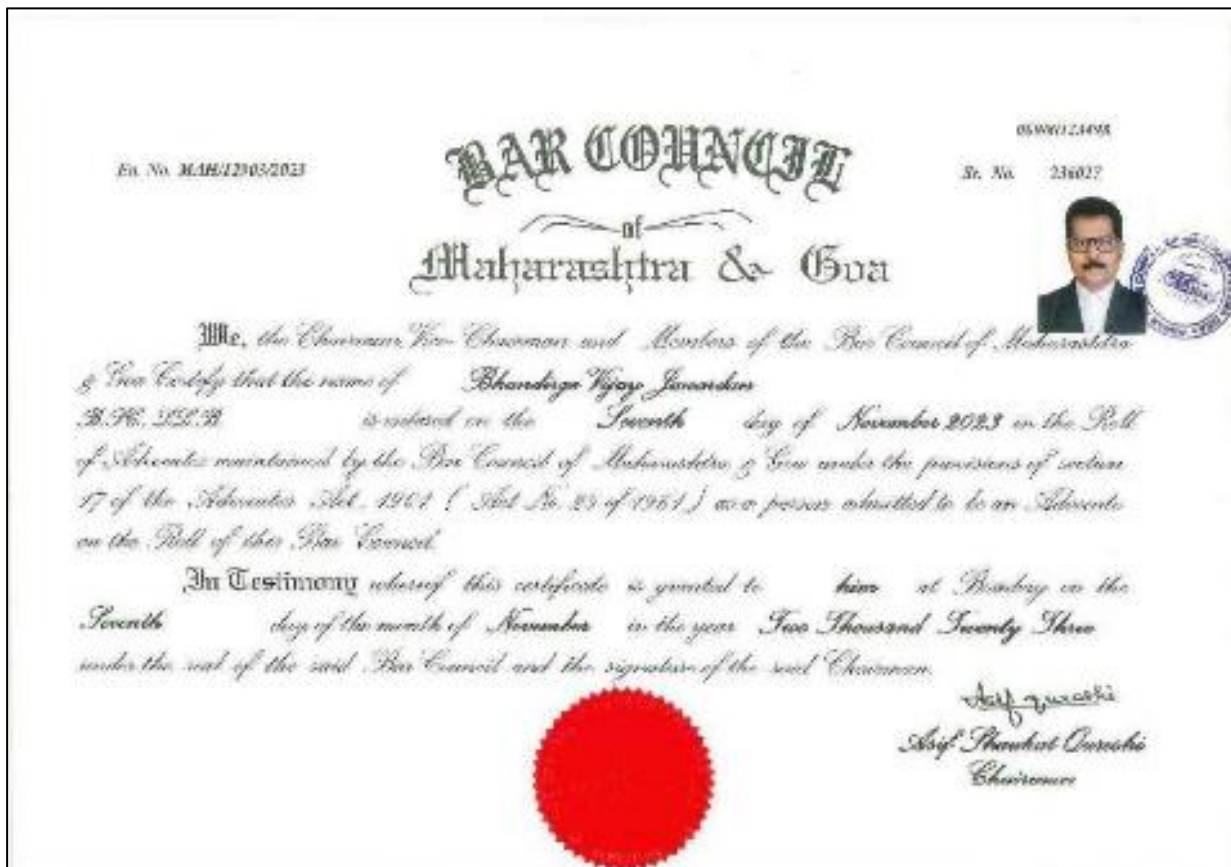 BAR COUNCIL
of
Maharashtra & Goa
En. No. MAH/12903/2023
Sr. No. 236027
We, the Chairman, Vice-Chairman and Members of the Bar Council of Maharashtra
& Goa Certify that the name of Bhandirge Vijay Janardan
is entered on the Seventh day of November 2023 in the Roll
of Advocates maintained by the Bar Council of Maharashtra & Goa under the provisions of section
17 of the Advocates Act, 1961 ( Act No. 25 of 1961 ) as a person admitted to be an Advocate
on the Roll of this Bar Council.
In Testimony whereof this certificate is granted to him at Bombay on the
Seventh day of the month of November in the year Two Thousand Twenty Three
under the seal of the said Bar Council and the signature of the said Chairman.
Asif Qureshi
Asif Shaukat Qureshi
Chairman